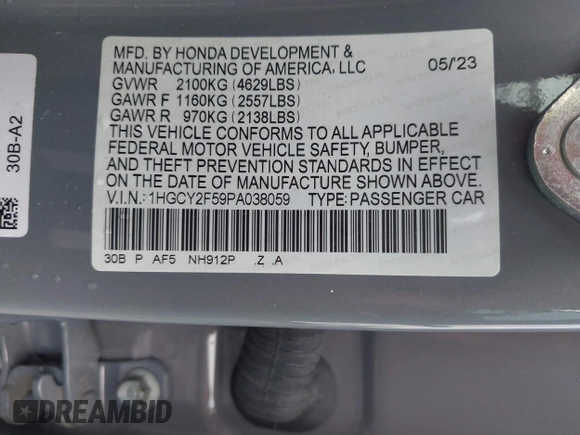 MFD. BY HONDA DEVELOPMENT &
MANUFACTURING OF AMERICA, LLC 05/'23
GVWR 2100KG (4629LBS)
GAWR F 1160KG (2557LBS)
GAWR R 970KG (2138LBS)
THIS VEHICLE CONFORMS TO ALL APPLICABLE
FEDERAL MOTOR VEHICLE SAFETY, BUMPER,
AND THEFT PREVENTION STANDARDS IN EFFECT
ON THE DATE OF MANUFACTURE SHOWN ABOVE.
V.I.N.: 1HGCY2F59PA038059 TYPE: PASSENGER CAR
30B P AF5 NH912P .Z .A
30B-A2
DREAMBID